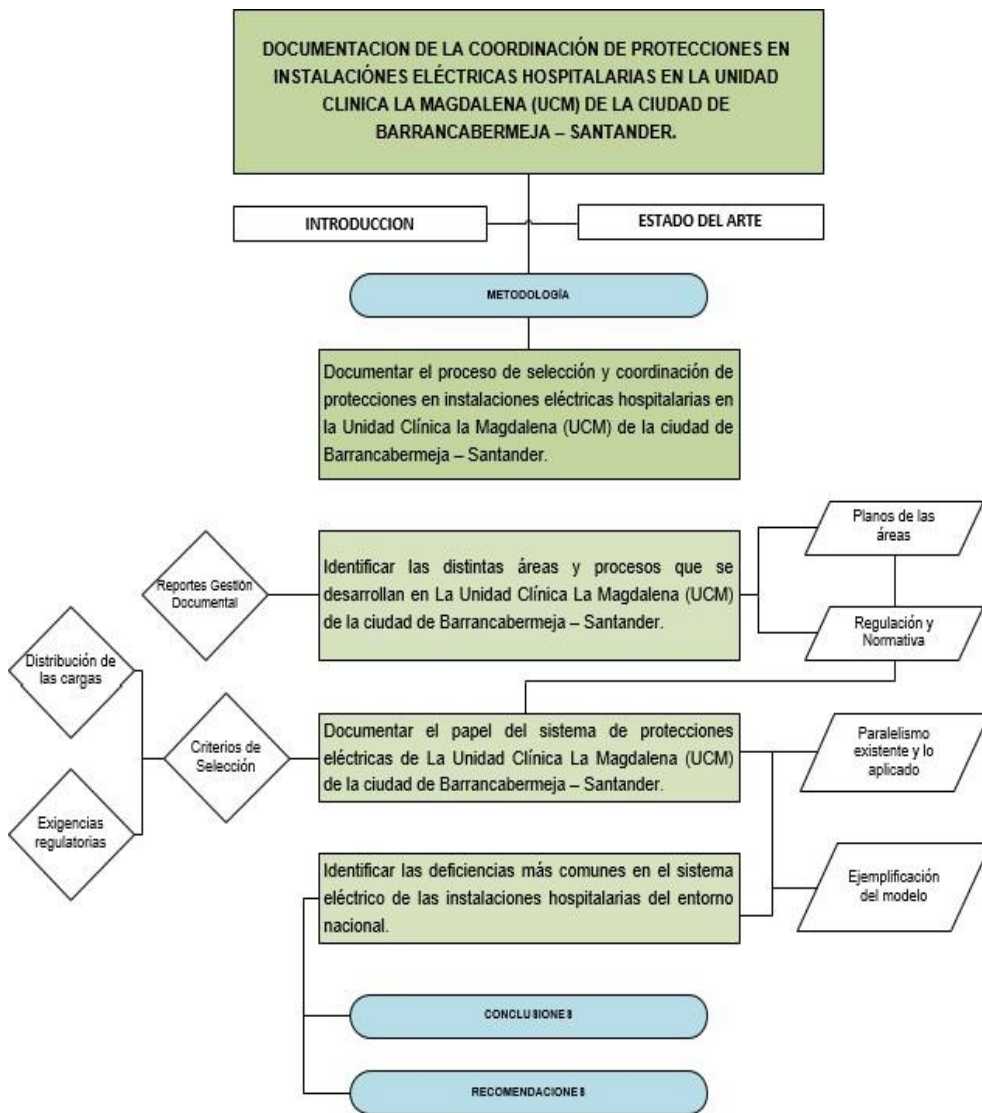 DOCUMENTACION DE LA COORDINACIÓN DE PROTECCIONES EN
INSTALACIÓNES ELÉCTRICAS HOSPITALARIAS EN LA UNIDAD
CLINICA LA MAGDALENA (UCM) DE LA CIUDAD DE
BARRANCABERMEJA – SANTANDER.
INTRODUCCION
ESTADO DEL ARTE
METODOLOGÍA
Documentar el proceso de selección y coordinación de
protecciones en instalaciones eléctricas hospitalarias en
la Unidad Clínica la Magdalena (UCM) de la ciudad de
Barrancabermeja – Santander.
Planos de las
áreas
Reportes Gestión
Documental
Identificar las distintas áreas y procesos que se
desarrollan en La Unidad Clínica La Magdalena (UCM)
de la ciudad de Barrancabermeja – Santander.
Regulación y
Normativa
Distribución de
las cargas
Criterios de
Selección
Documentar el papel del sistema de protecciones
eléctricas de La Unidad Clínica La Magdalena (UCM)
de la ciudad de Barrancabermeja – Santander.
Paralelismo
existente y lo
aplicado
Exigencias
regulatorias
Identificar las deficiencias más comunes en el sistema
eléctrico de las instalaciones hospitalarias del entorno
nacional.
Ejemplificación
del modelo
CONCLUSIONES
RECOMENDACIONES